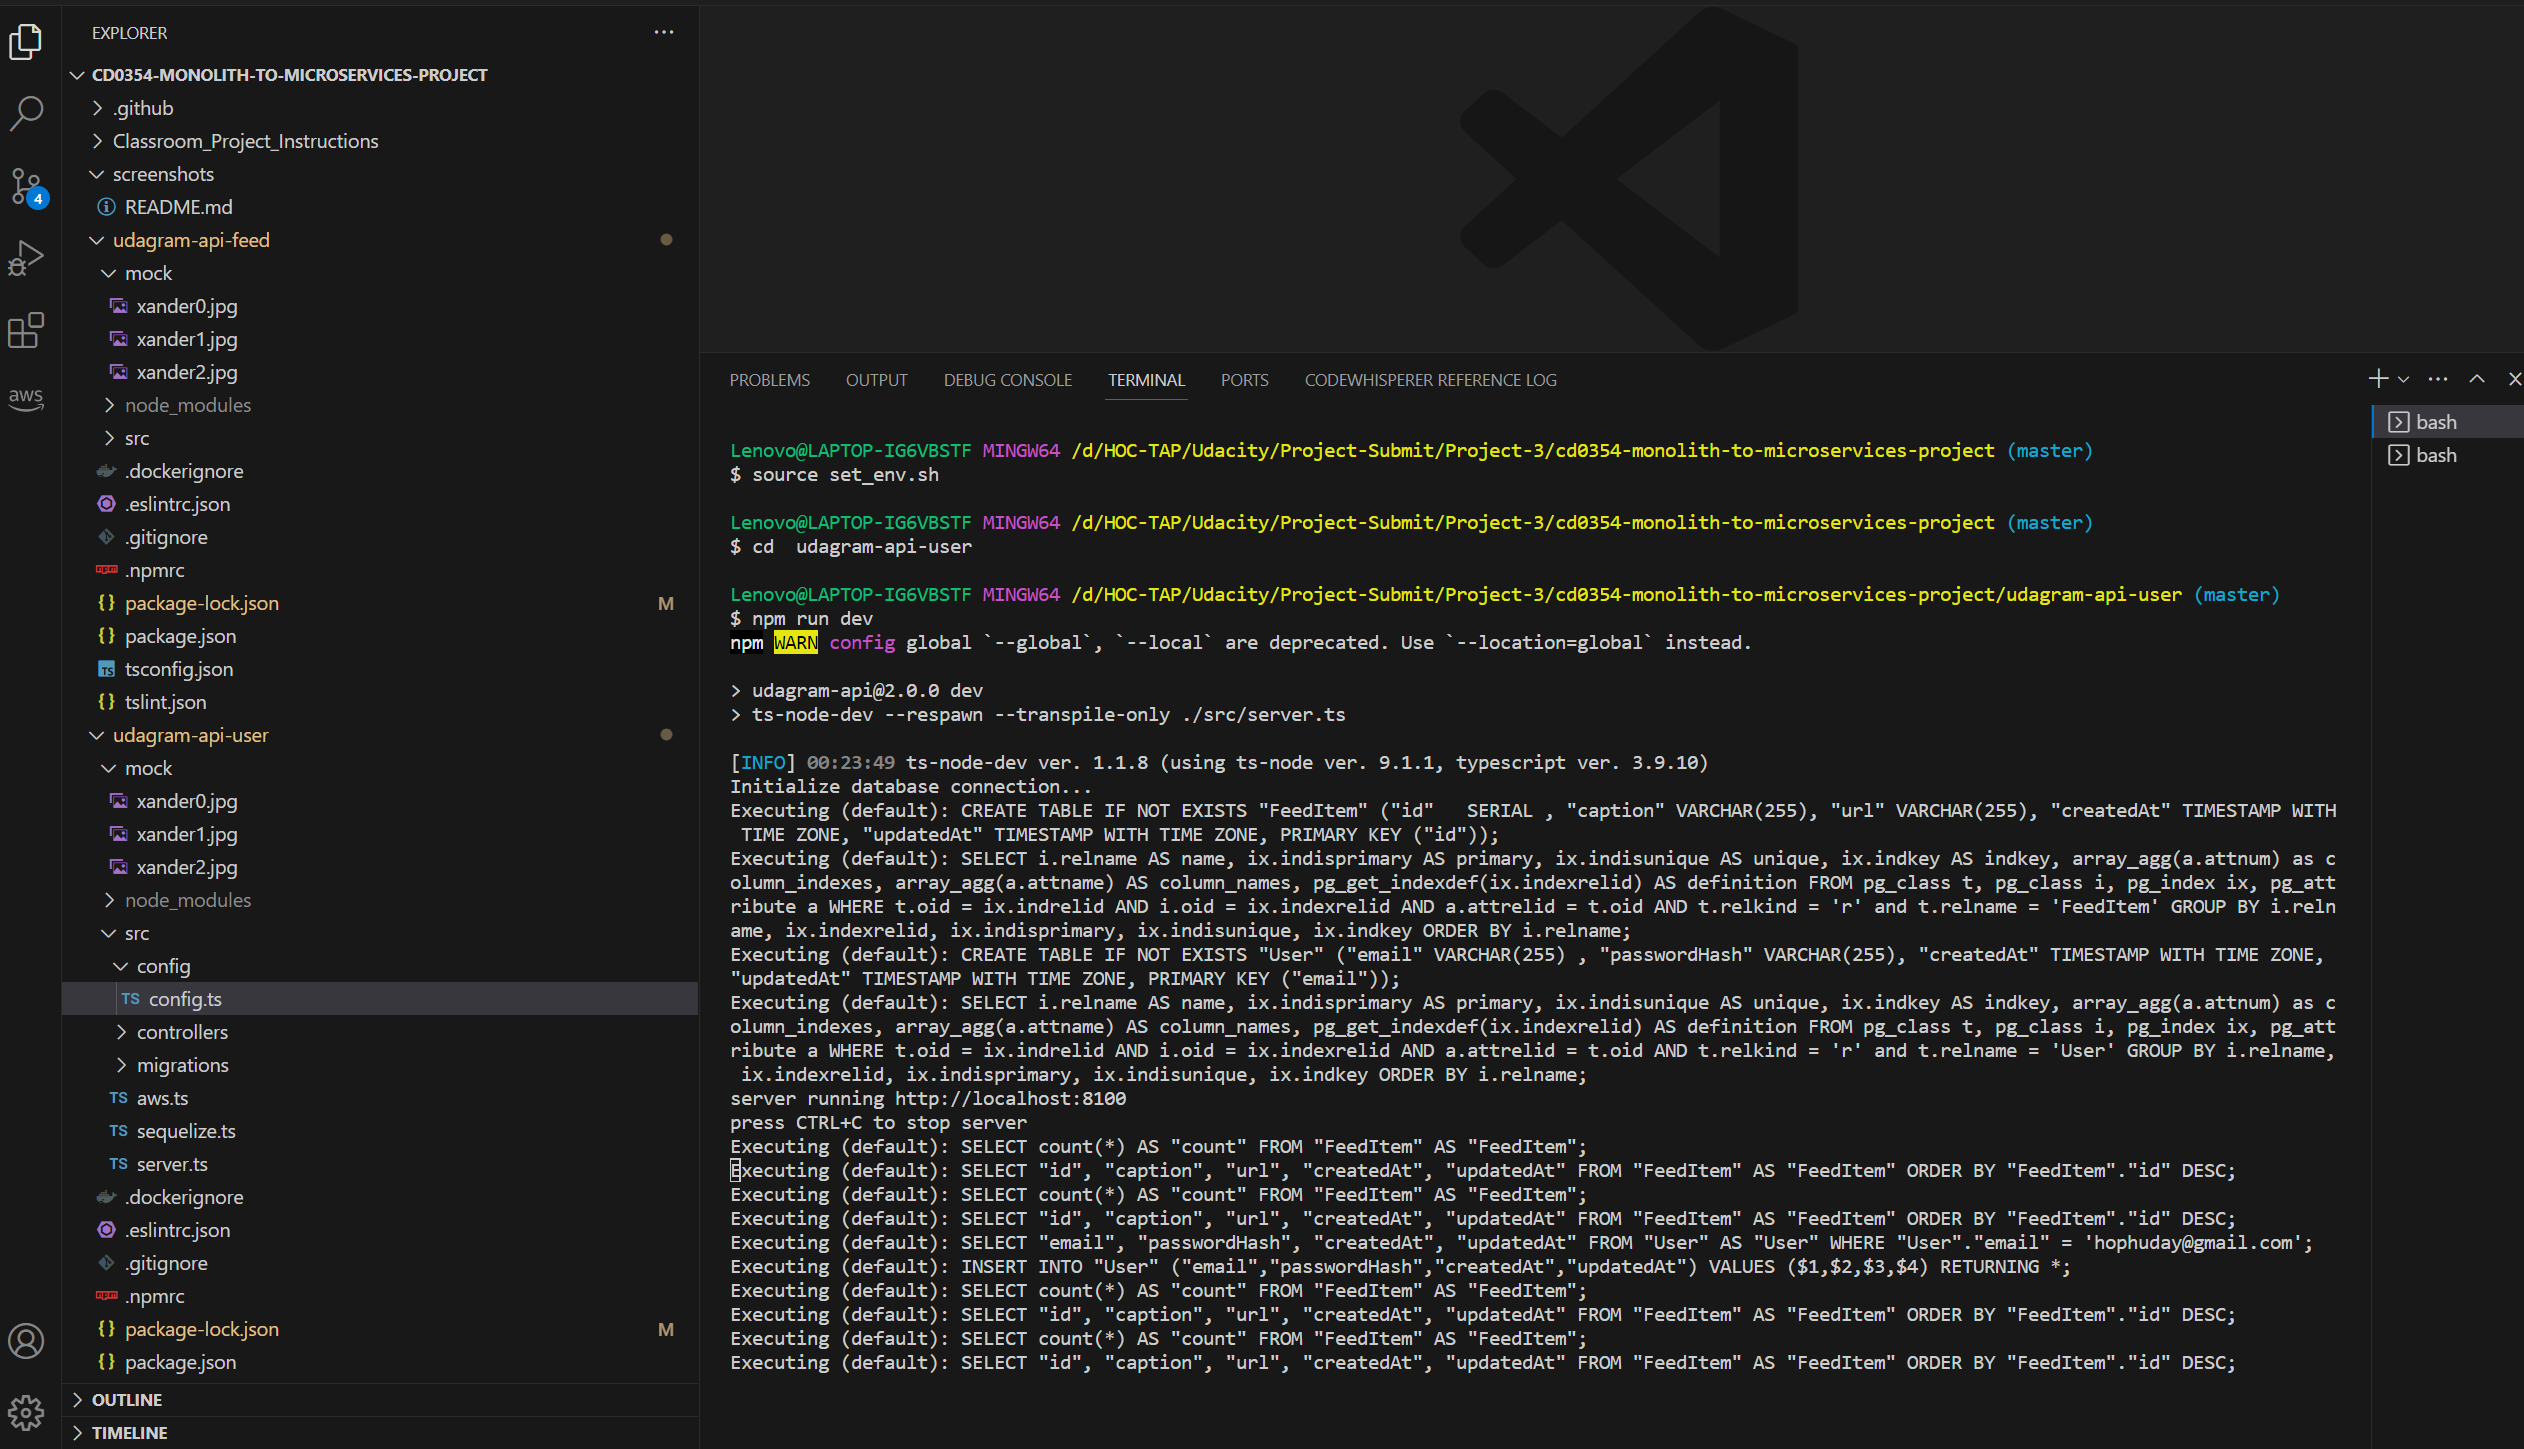 EXPLORER
CD0354-MONOLITH-TO-MICROSERVICES-PROJECT
.github
Classroom_Project_Instructions
screenshots
README.md
udagram-api-feed
mock
xander0.jpg
xander1.jpg
xander2.jpg
node_modules
src
.dockerignore
.eslintrc.json
.gitignore
npm .npmrc
{} package-lock.json M
{} package.json
TS tsconfig.json
{} tslint.json
udagram-api-user
mock
xander0.jpg
xander1.jpg
xander2.jpg
node_modules
src
config
TS config.ts
controllers
migrations
TS aws.ts
TS sequelize.ts
TS server.ts
.dockerignore
.eslintrc.json
.gitignore
npm .npmrc
{} package-lock.json M
{} package.json
OUTLINE
TIMELINE
4
aws
PROBLEMS OUTPUT DEBUG CONSOLE TERMINAL PORTS CODEWHISPERER REFERENCE LOG
bash
bash
Lenovo@LAPTOP-IG6VBSTF MINGW64 /d/HOC-TAP/Udacity/Project-Submit/Project-3/cd0354-monolith-to-microservices-project (master)
$ source set_env.sh
Lenovo@LAPTOP-IG6VBSTF MINGW64 /d/HOC-TAP/Udacity/Project-Submit/Project-3/cd0354-monolith-to-microservices-project (master)
$ cd  udagram-api-user
Lenovo@LAPTOP-IG6VBSTF MINGW64 /d/HOC-TAP/Udacity/Project-Submit/Project-3/cd0354-monolith-to-microservices-project/udagram-api-user (master)
$ npm run dev
npm WARN config global `--global`, `--local` are deprecated. Use `--location=global` instead.
> udagram-api@2.0.0 dev
> ts-node-dev --respawn --transpile-only ./src/server.ts
[INFO] 00:23:49 ts-node-dev ver. 1.1.8 (using ts-node ver. 9.1.1, typescript ver. 3.9.10)
Initialize database connection...
Executing (default): CREATE TABLE IF NOT EXISTS "FeedItem" ("id"   SERIAL , "caption" VARCHAR(255), "url" VARCHAR(255), "createdAt" TIMESTAMP WITH
 TIME ZONE, "updatedAt" TIMESTAMP WITH TIME ZONE, PRIMARY KEY ("id"));
Executing (default): SELECT i.relname AS name, ix.indisprimary AS primary, ix.indisunique AS unique, ix.indkey AS indkey, array_agg(a.attnum) as c
olumn_indexes, array_agg(a.attname) AS column_names, pg_get_indexdef(ix.indexrelid) AS definition FROM pg_class t, pg_class i, pg_index ix, pg_att
ribute a WHERE t.oid = ix.indrelid AND i.oid = ix.indexrelid AND a.attrelid = t.oid AND t.relkind = 'r' and t.relname = 'FeedItem' GROUP BY i.reln
ame, ix.indexrelid, ix.indisprimary, ix.indisunique, ix.indkey ORDER BY i.relname;
Executing (default): CREATE TABLE IF NOT EXISTS "User" ("email" VARCHAR(255) , "passwordHash" VARCHAR(255), "createdAt" TIMESTAMP WITH TIME ZONE,
"updatedAt" TIMESTAMP WITH TIME ZONE, PRIMARY KEY ("email"));
Executing (default): SELECT i.relname AS name, ix.indisprimary AS primary, ix.indisunique AS unique, ix.indkey AS indkey, array_agg(a.attnum) as c
olumn_indexes, array_agg(a.attname) AS column_names, pg_get_indexdef(ix.indexrelid) AS definition FROM pg_class t, pg_class i, pg_index ix, pg_att
ribute a WHERE t.oid = ix.indrelid AND i.oid = ix.indexrelid AND a.attrelid = t.oid AND t.relkind = 'r' and t.relname = 'User' GROUP BY i.relname,
 ix.indexrelid, ix.indisprimary, ix.indisunique, ix.indkey ORDER BY i.relname;
server running http://localhost:8100
press CTRL+C to stop server
Executing (default): SELECT count(*) AS "count" FROM "FeedItem" AS "FeedItem";
Executing (default): SELECT "id", "caption", "url", "createdAt", "updatedAt" FROM "FeedItem" AS "FeedItem" ORDER BY "FeedItem"."id" DESC;
Executing (default): SELECT count(*) AS "count" FROM "FeedItem" AS "FeedItem";
Executing (default): SELECT "id", "caption", "url", "createdAt", "updatedAt" FROM "FeedItem" AS "FeedItem" ORDER BY "FeedItem"."id" DESC;
Executing (default): SELECT "email", "passwordHash", "createdAt", "updatedAt" FROM "User" AS "User" WHERE "User"."email" = 'hophuday@gmail.com';
Executing (default): INSERT INTO "User" ("email","passwordHash","createdAt","updatedAt") VALUES ($1,$2,$3,$4) RETURNING *;
Executing (default): SELECT count(*) AS "count" FROM "FeedItem" AS "FeedItem";
Executing (default): SELECT "id", "caption", "url", "createdAt", "updatedAt" FROM "FeedItem" AS "FeedItem" ORDER BY "FeedItem"."id" DESC;
Executing (default): SELECT count(*) AS "count" FROM "FeedItem" AS "FeedItem";
Executing (default): SELECT "id", "caption", "url", "createdAt", "updatedAt" FROM "FeedItem" AS "FeedItem" ORDER BY "FeedItem"."id" DESC;